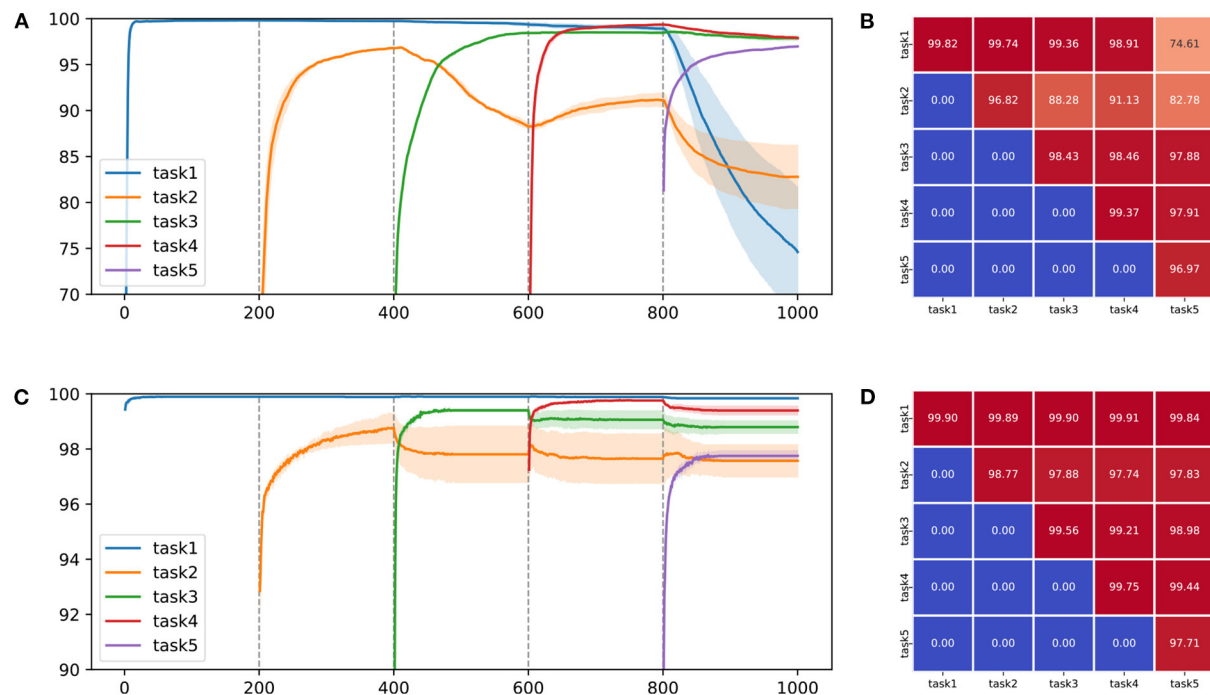 A
100
95
90
85
80
75
70
task1
task2
task3
task4
task5
0 200 400 600 800 1000
B
task1 99.82 99.74 99.36 98.91 74.61
task2 0.00 96.82 88.28 91.13 82.78
task3 0.00 0.00 98.43 98.46 97.88
task4 0.00 0.00 0.00 99.37 97.91
task5 0.00 0.00 0.00 0.00 96.97
task1 task2 task3 task4 task5
C
100
98
96
94
92
90
task1
task2
task3
task4
task5
0 200 400 600 800 1000
D
task1 99.90 99.89 99.90 99.91 99.84
task2 0.00 98.77 97.88 97.74 97.83
task3 0.00 0.00 99.56 99.21 98.98
task4 0.00 0.00 0.00 99.75 99.44
task5 0.00 0.00 0.00 0.00 97.71
task1 task2 task3 task4 task5